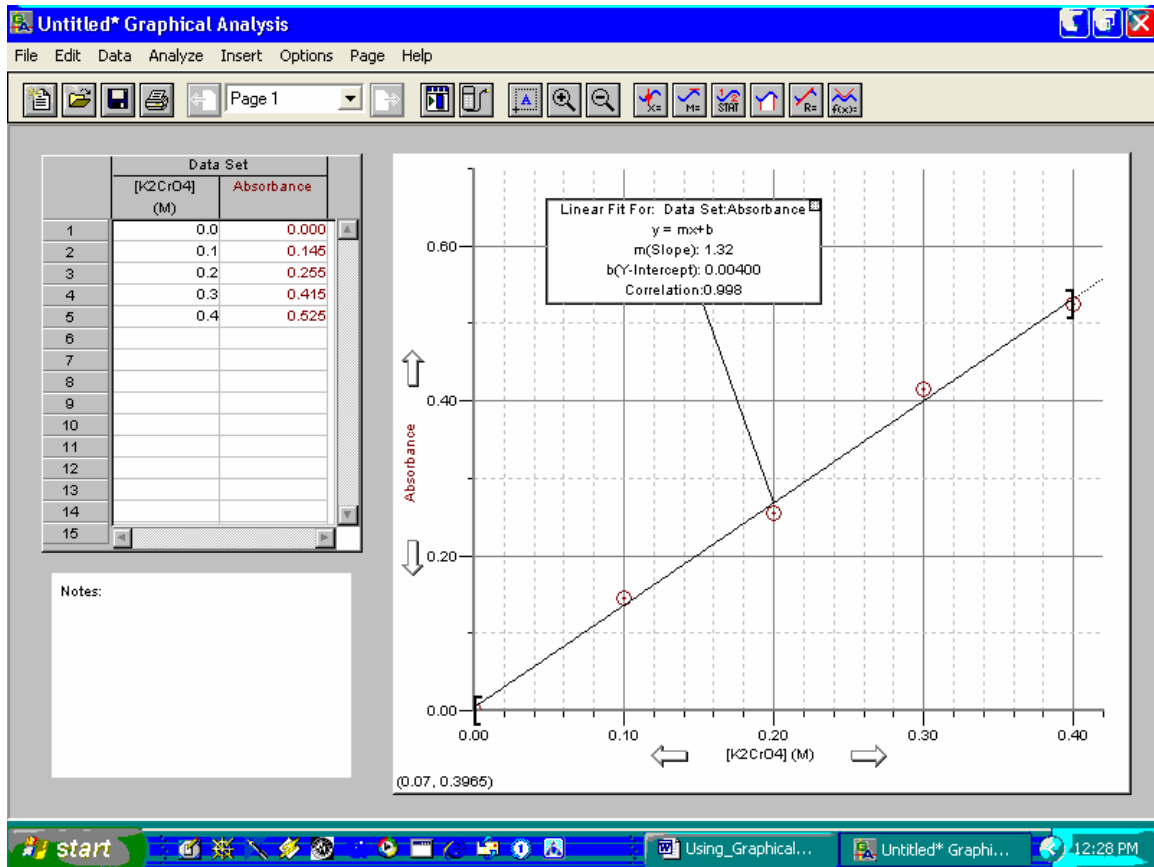 Untitled* Graphical Analysis
File Edit Data Analyze Insert Options Page Help
Page 1
X= M= 1/2 STAT R= f(x)=
Data Set
[K2CrO4] Absorbance
(M)
1 0.0 0.000
2 0.1 0.145
3 0.2 0.255
4 0.3 0.415
5 0.4 0.525
6
7
8
9
10
11
12
13
14
15
Notes:
Linear Fit For: Data Set:Absorbance
y = mx+b
m(Slope): 1.32
b(Y-Intercept): 0.00400
Correlation:0.998
0.60
0.40
0.20
0.00
Absorbance
0.00 0.10 0.20 0.30 0.40
[K2CrO4] (M)
(0.07, 0.3965)
start Using_Graphical... Untitled* Graphi... 12:28 PM